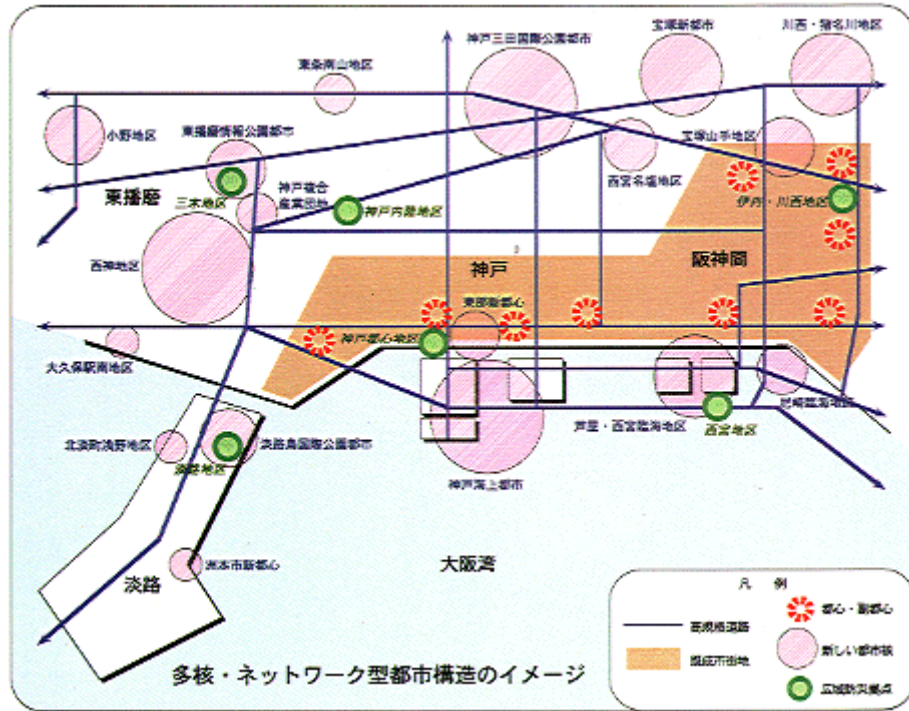 神戸三田国際公園都市
宝塚新都市
川西・猪名川地区
東条南山地区
小野地区
東播磨情報公園都市
宝塚山手地区
西宮名塩地区
東播磨
三木地区
神戸複合
産業団地
神戸内陸地区
伊丹・川西地区
西神地区
神戸
阪神間
東部新都心
神戸都心地区
大久保駅南地区
尼崎臨海地区
芦屋・西宮臨海地区
西宮地区
北淡町浅野地区
淡路島国際公園都市
淡路地区
神戸海上都市
洲本市新都心
大阪湾
淡路
凡 例
高規格道路
既成市街地
都心・副都心
新しい都市核
広域防災拠点
多核・ネットワーク型都市構造のイメージ